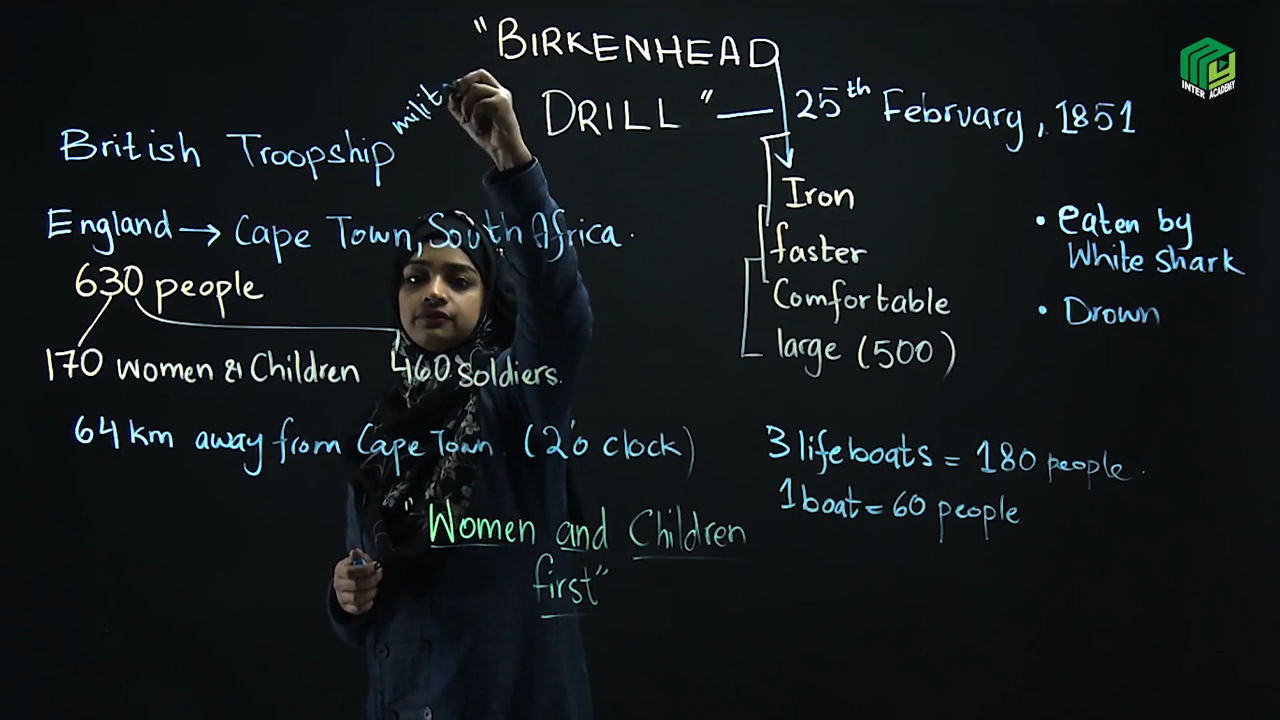 "BIRKENHEAD
DRILL" — 25th February, 1851
British Troopship milit
England → Cape Town, South Africa.
630 people
170 women & Children 460 Soldiers.
64 km away from Cape Town. (2'o clock)
"Women and Children
first"
Iron
faster
Comfortable
large (500)
• eaten by
White shark
• Drown
3 lifeboats = 180 people.
1 boat = 60 people
MY
INTER ACADEMY